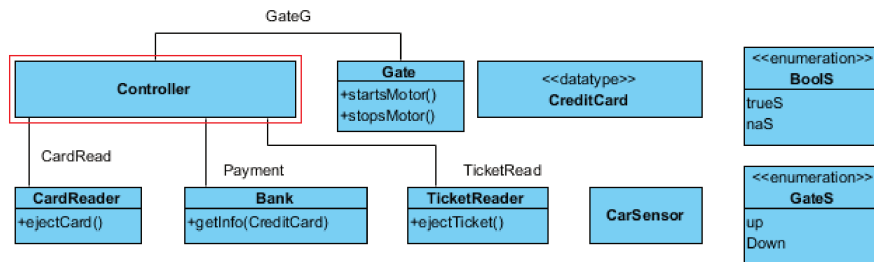 GateG
Controller
Gate
+startsMotor()
+stopsMotor()
<<datatype>>
CreditCard
<<enumeration>>
BoolS
trueS
naS
CardRead
Payment
TicketRead
CardReader
+ejectCard()
Bank
+getInfo(CreditCard)
TicketReader
+ejectTicket()
CarSensor
<<enumeration>>
GateS
up
Down